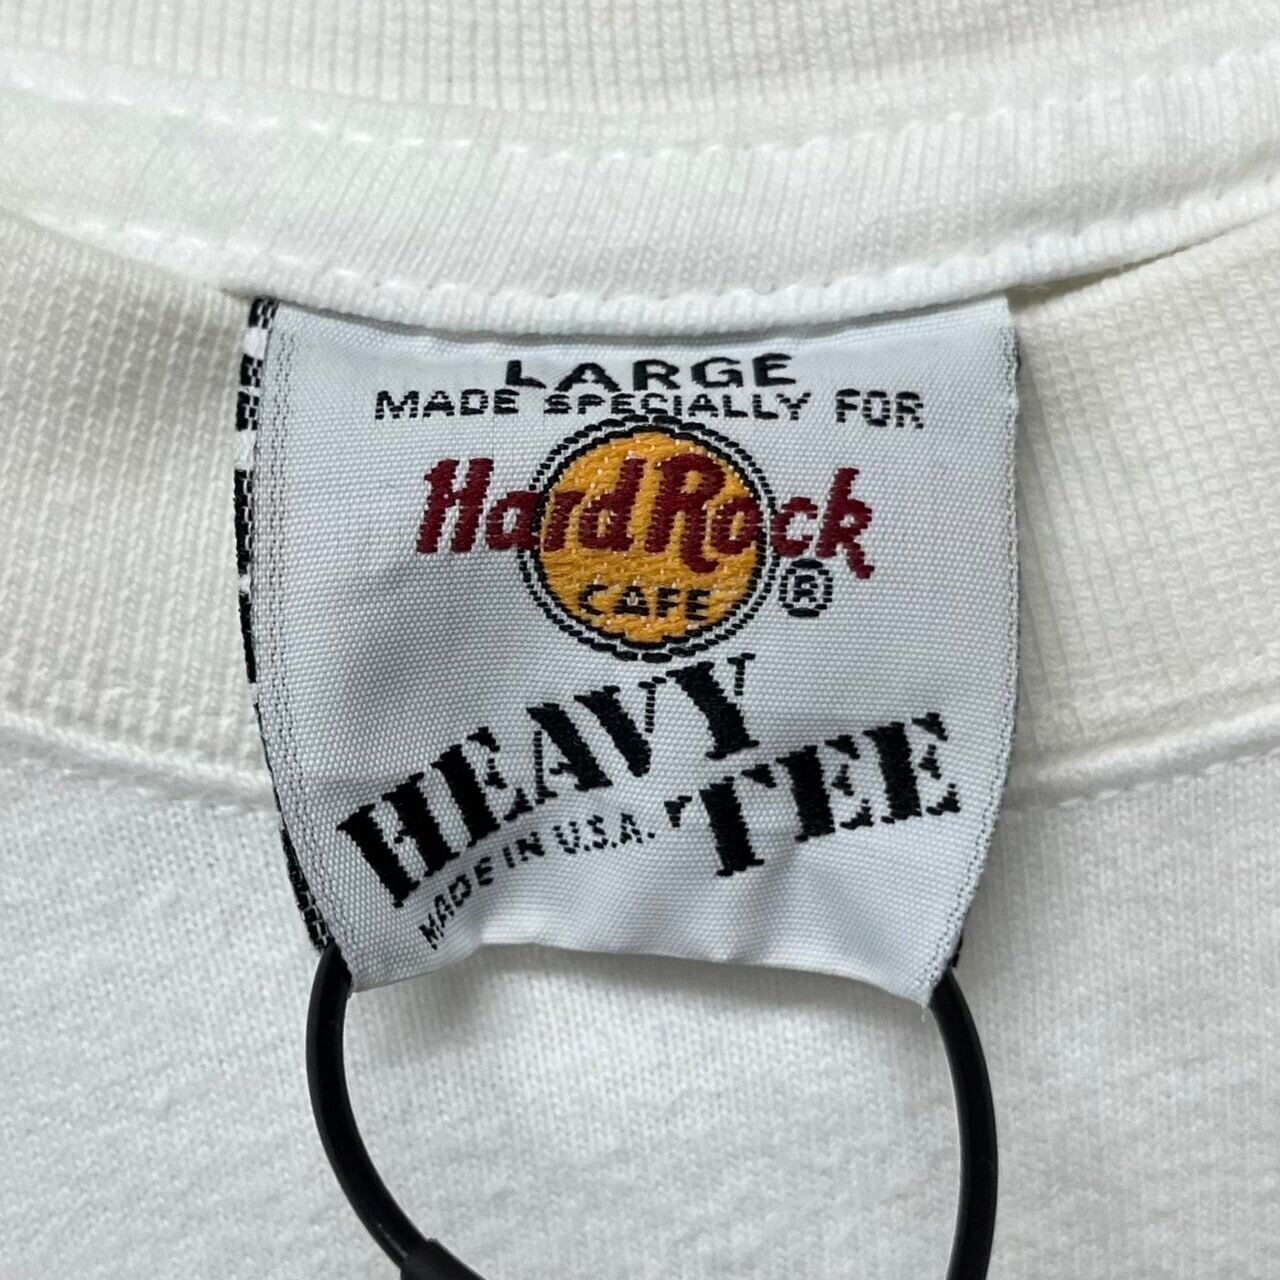 LARGE
MADE SPECIALLY FOR
Hard Rock
CAFE ®
HEAVY
TEE
MADE IN U.S.A.